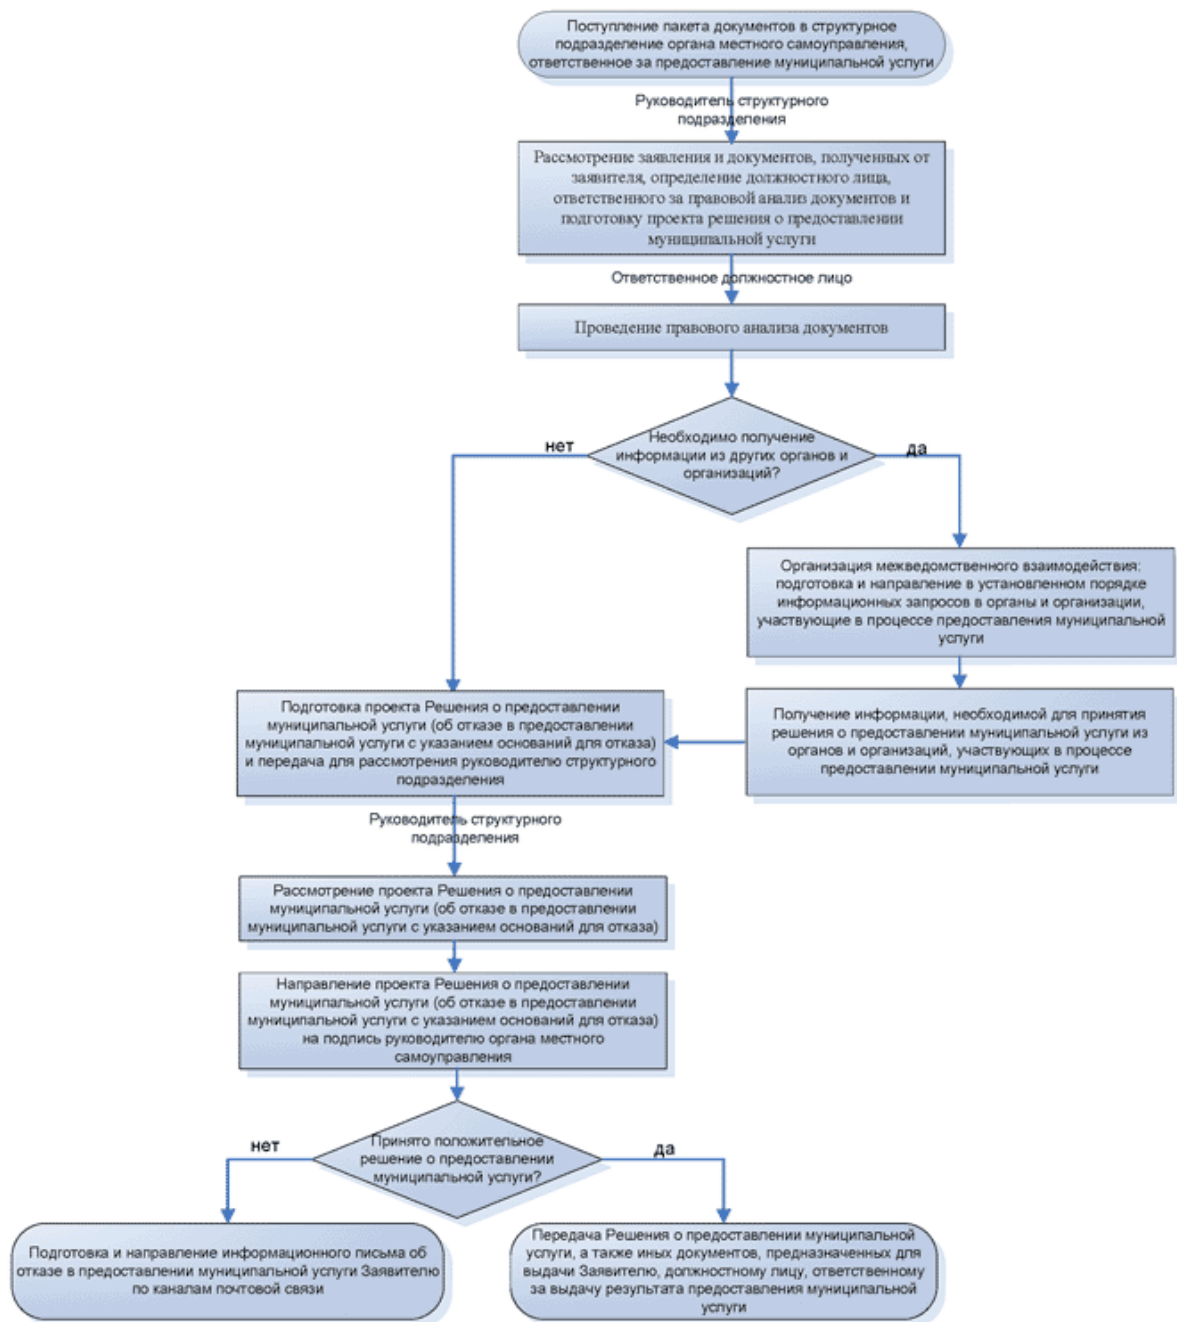 Поступление пакета документов в структурное
подразделение органа местного самоуправления,
ответственное за предоставление муниципальной услуги
Руководитель структурного
подразделения
Рассмотрение заявления и документов, полученных от
заявителя, определение должностного лица,
ответственного за правовой анализ документов и
подготовку проекта решения о предоставлении
муниципальной услуги
Ответственное должностное лицо
Проведение правового анализа документов
Необходимо получение
информации из других органов и
организаций?
нет
да
Организация межведомственного взаимодействия:
подготовка и направление в установленном порядке
информационных запросов в органы и организации,
участвующие в процессе предоставления муниципальной
услуги
Подготовка проекта Решения о предоставлении
муниципальной услуги (об отказе в предоставлении
муниципальной услуги с указанием оснований для отказа)
и передача для рассмотрения руководителю структурного
подразделения
Получение информации, необходимой для принятия
решения о предоставлении муниципальной услуги из
органов и организаций, участвующих в процессе
предоставлении муниципальной услуги
Руководитель структурного
подразделения
Рассмотрение проекта Решения о предоставлении
муниципальной услуги (об отказе в предоставлении
муниципальной услуги с указанием оснований для отказа)
Направление проекта Решения о предоставлении
муниципальной услуги (об отказе в предоставлении
муниципальной услуги с указанием оснований для отказа)
на подпись руководителю органа местного
самоуправления
Принято положительное
решение о предоставлении
муниципальной услуги?
нет
да
Подготовка и направление информационного письма об
отказе в предоставлении муниципальной услуги Заявителю
по каналам почтовой связи
Передача Решения о предоставлении муниципальной
услуги, а также иных документов, предназначенных для
выдачи Заявителю, должностному лицу, ответственному
за выдачу результата предоставления муниципальной
услуги